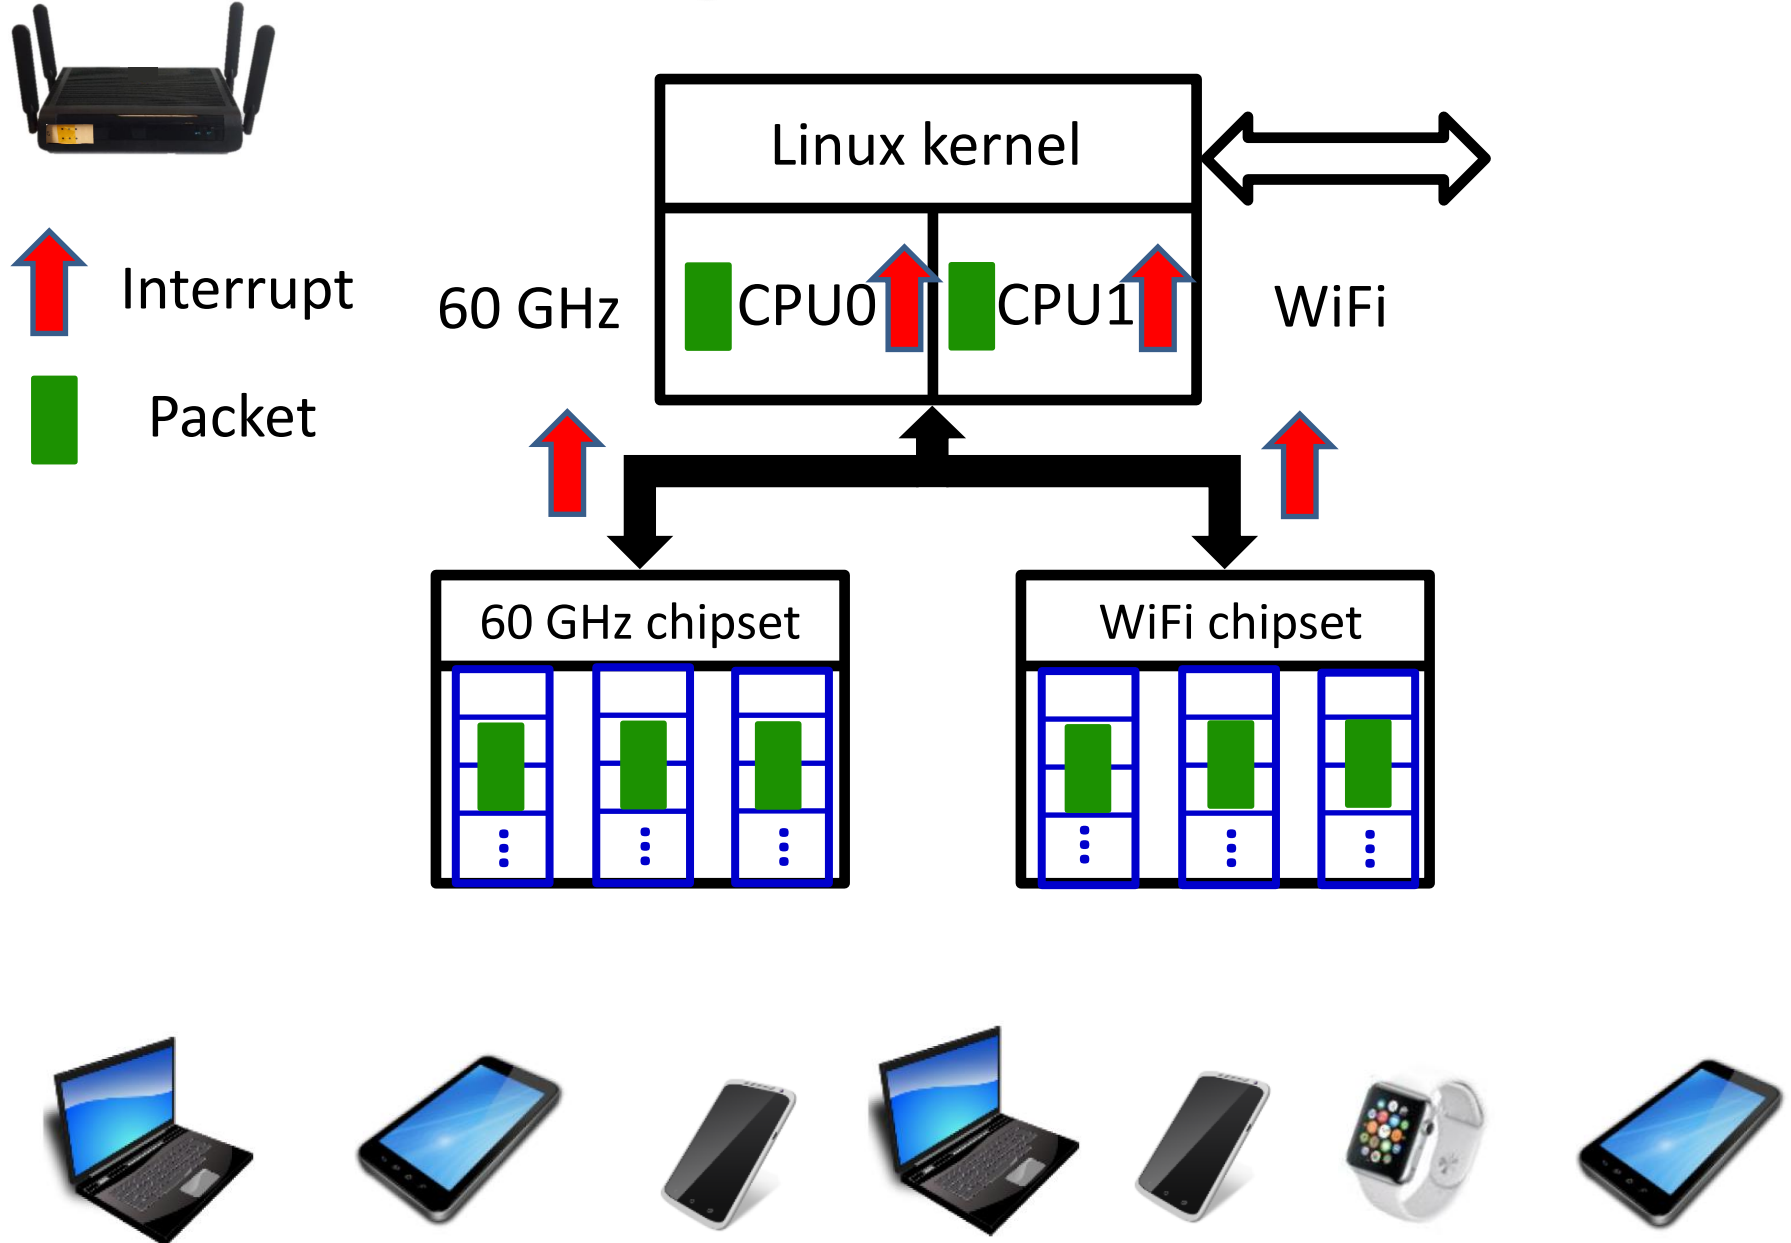 Linux kernel
Interrupt
60 GHz
CPU0
CPU1
WiFi
Packet
60 GHz chipset
WiFi chipset